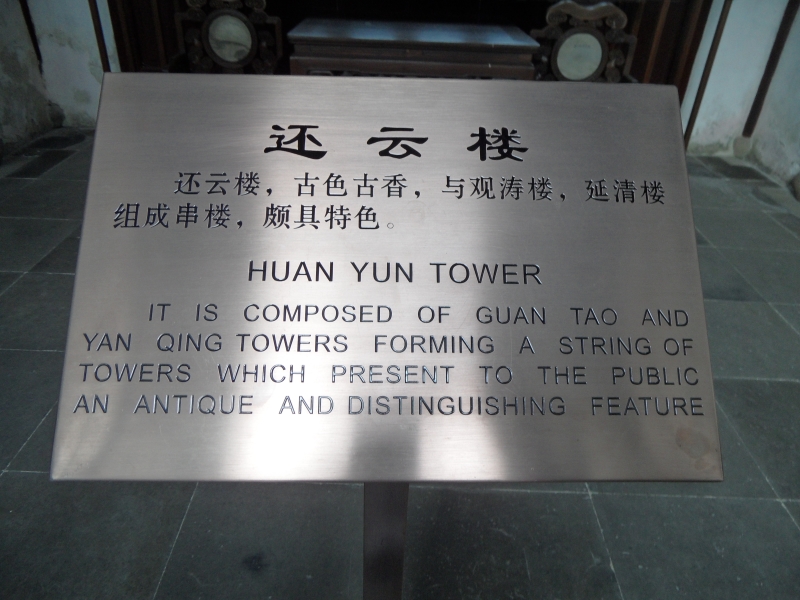 还云楼
还云楼，古色古香，与观涛楼，延清楼
组成串楼，颇具特色。
HUAN YUN TOWER
IT IS COMPOSED OF GUAN TAO AND
YAN QING TOWERS FORMING A STRING OF
TOWERS WHICH PRESENT TO THE PUBLIC
AN ANTIQUE AND DISTINGUISHING FEATURE